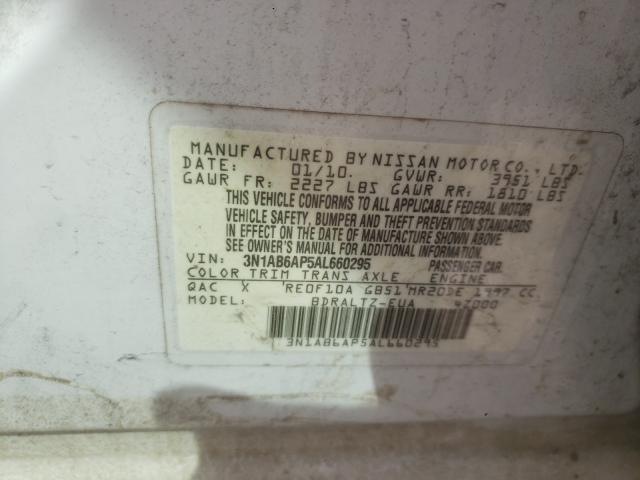 MANUFACTURED BY NISSAN MOTOR CO., LTD.
DATE: 01/10. GVWR: 3951 LBS
GAWR FR: 2227 LBS GAWR RR: 1810 LBS
THIS VEHICLE CONFORMS TO ALL APPLICABLE FEDERAL MOTOR
VEHICLE SAFETY, BUMPER AND THEFT PREVENTION STANDARDS
IN EFFECT ON THE DATE OF MANUFACTURE SHOWN ABOVE.
SEE OWNER'S MANUAL FOR ADDITIONAL INFORMATION.
VIN: 3N1AB6AP5AL660295 PASSENGER CAR.
COLOR TRIM TRANS AXLE ENGINE
QAC X RE0F10A GB51 MR20DE 1997 CC
MODEL: BDRALTZ-EUA 42000
3N1AB6AP5AL660295